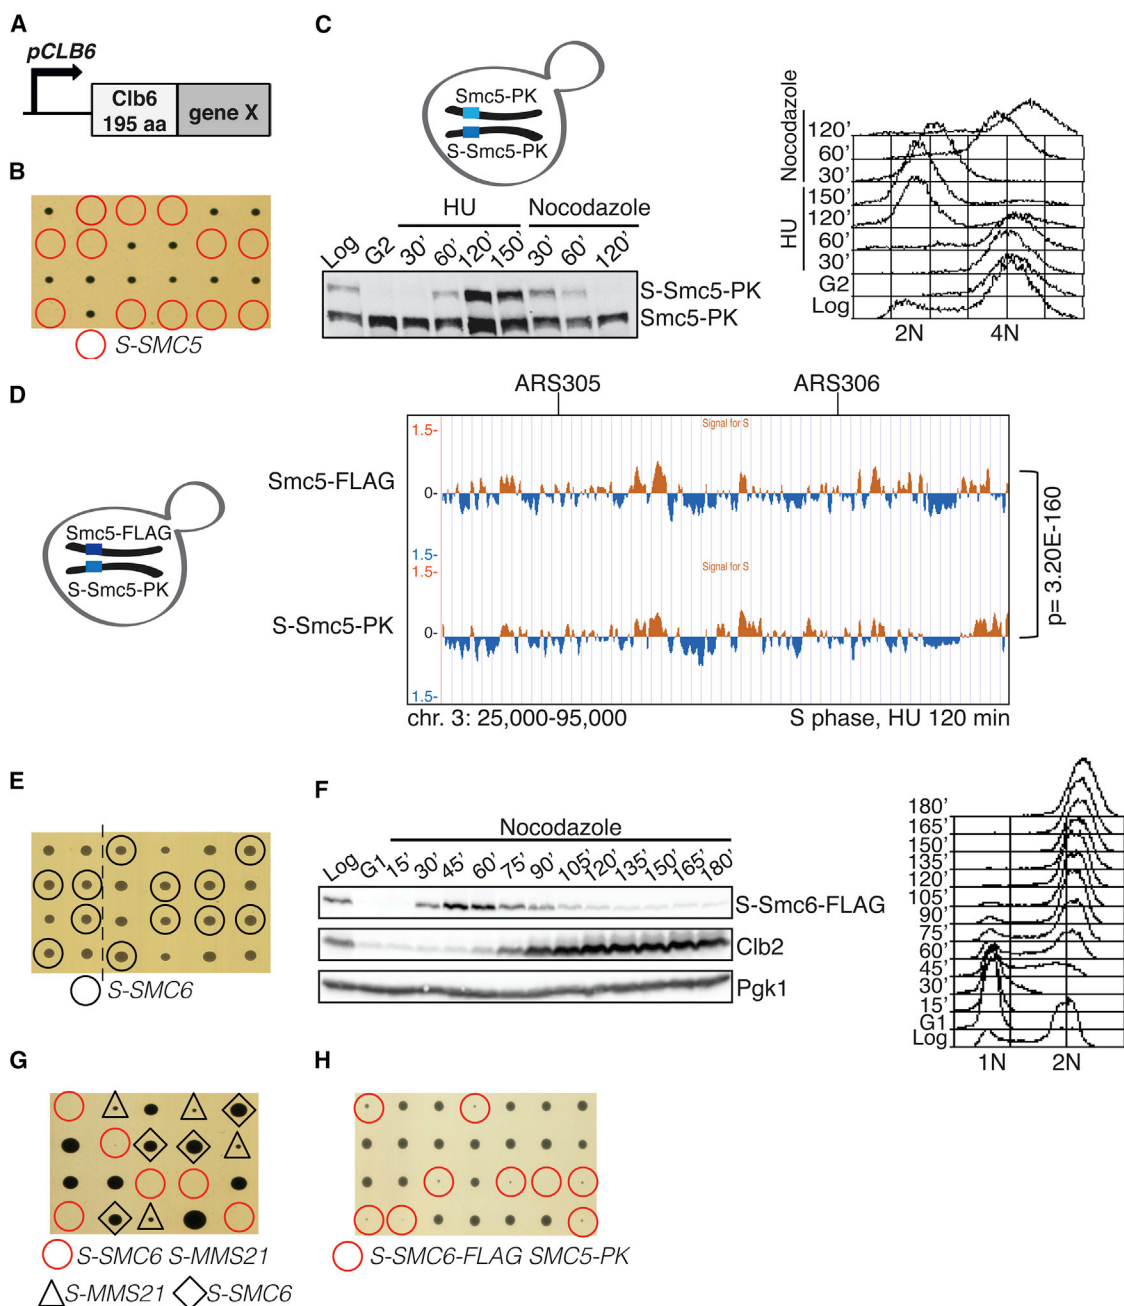 A
pCLB6
Clb6
195 aa
gene X
B
S-SMC5
C
Smc5-PK
S-Smc5-PK
HU
Nocodazole
Log
G2
30'
60'
120'
150'
30'
60'
120'
S-Smc5-PK
Smc5-PK
Nocodazole
HU
120'
60'
30'
150'
120'
60'
30'
G2
Log
2N
4N
D
Smc5-FLAG
S-Smc5-PK
ARS305
ARS306
Smc5-FLAG
S-Smc5-PK
1.5-
0-
1.5-
1.5-
0-
1.5-
Signal for S
Signal for S
p= 3.20E-160
chr. 3: 25,000-95,000
S phase, HU 120 min
E
S-SMC6
F
Nocodazole
Log
G1
15'
30'
45'
60'
75'
90'
105'
120'
135'
150'
165'
180'
S-Smc6-FLAG
Clb2
Pgk1
180'
165'
150'
135'
120'
105'
90'
75'
60'
45'
30'
15'
G1
Log
1N
2N
G
S-SMC6 S-MMS21
S-MMS21
S-SMC6
H
S-SMC6-FLAG SMC5-PK